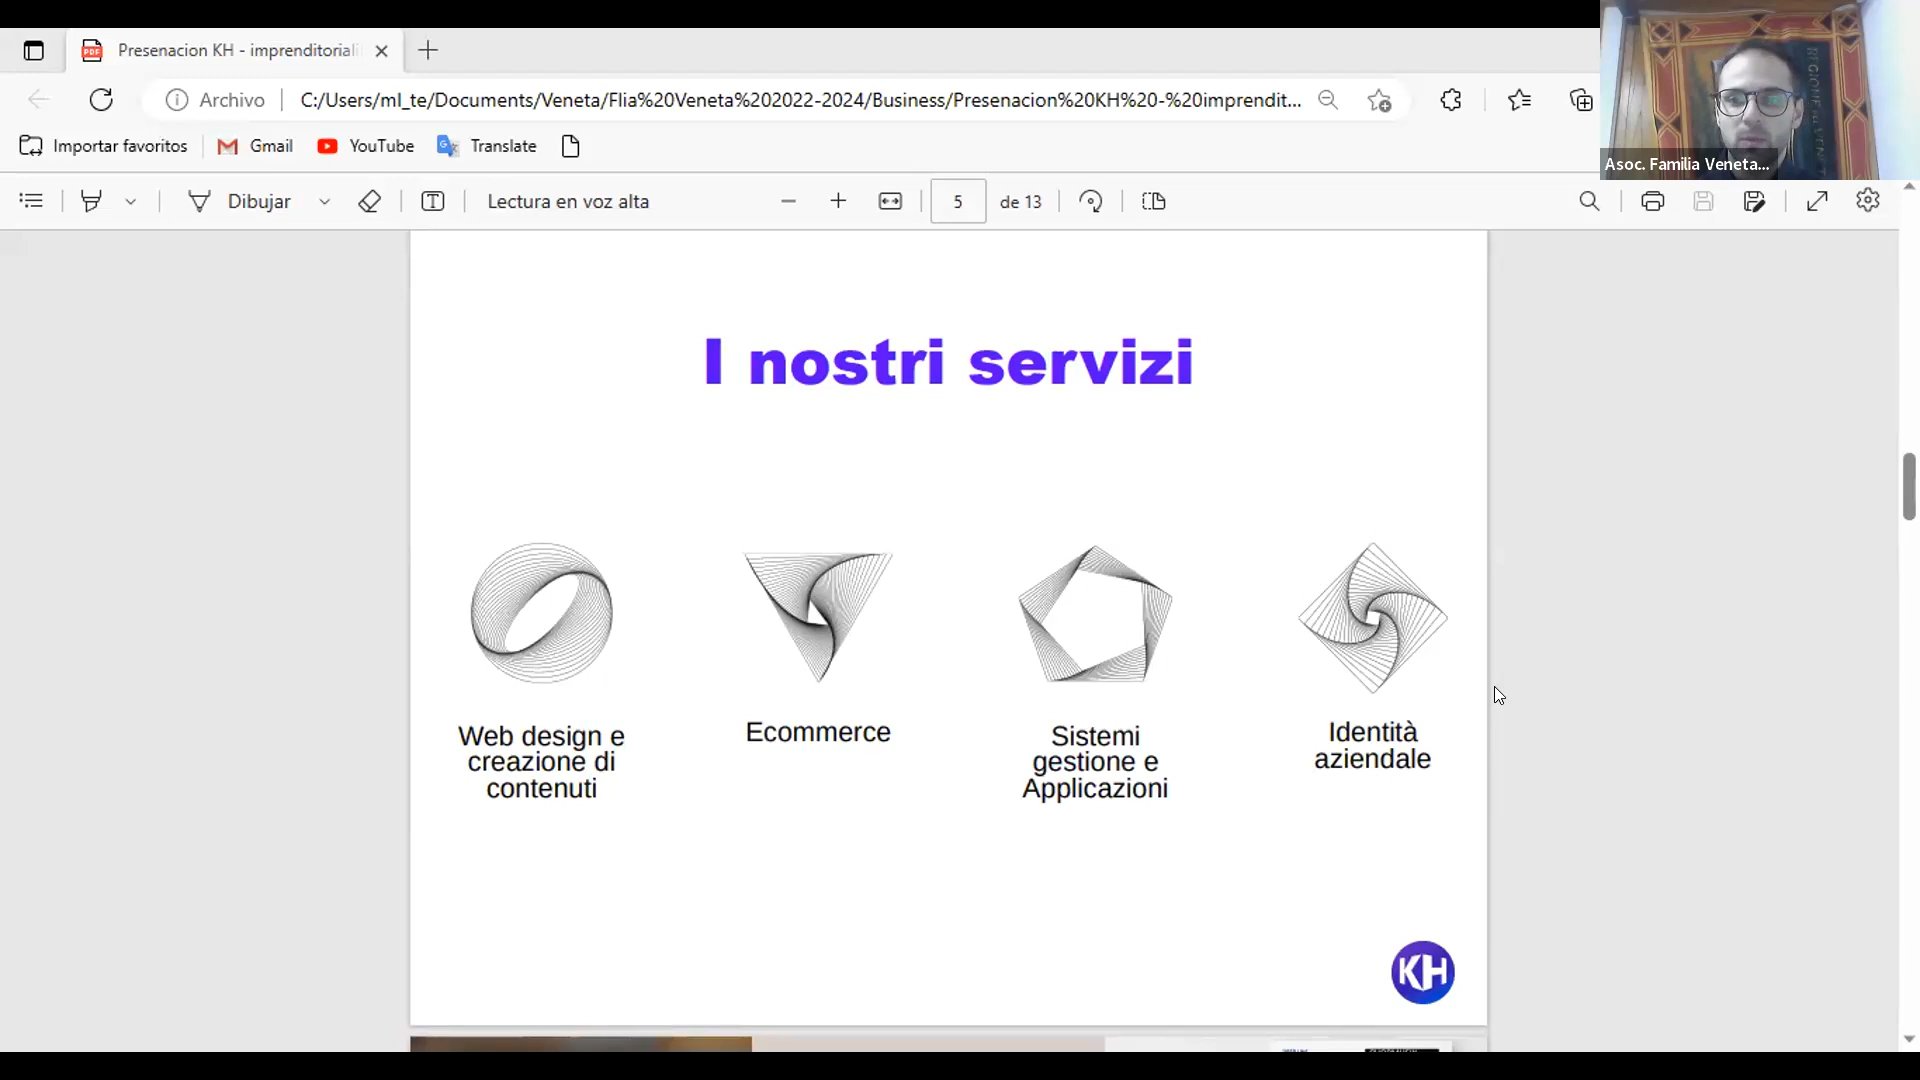 Presenacion KH - imprenditoriali
Archivo
C:/Users/ml_te/Documents/Veneta/Flia%20Veneta%202022-2024/Business/Presenacion%20KH%20-%20imprendit...
Importar favoritos
Gmail
YouTube
Translate
REGIONE
Asoc. Familia Veneta...
Dibujar
Lectura en voz alta
5
de 13
I nostri servizi
Web design e
creazione di
contenuti
Ecommerce
Sistemi
gestione e
Applicazioni
Identità
aziendale
KH